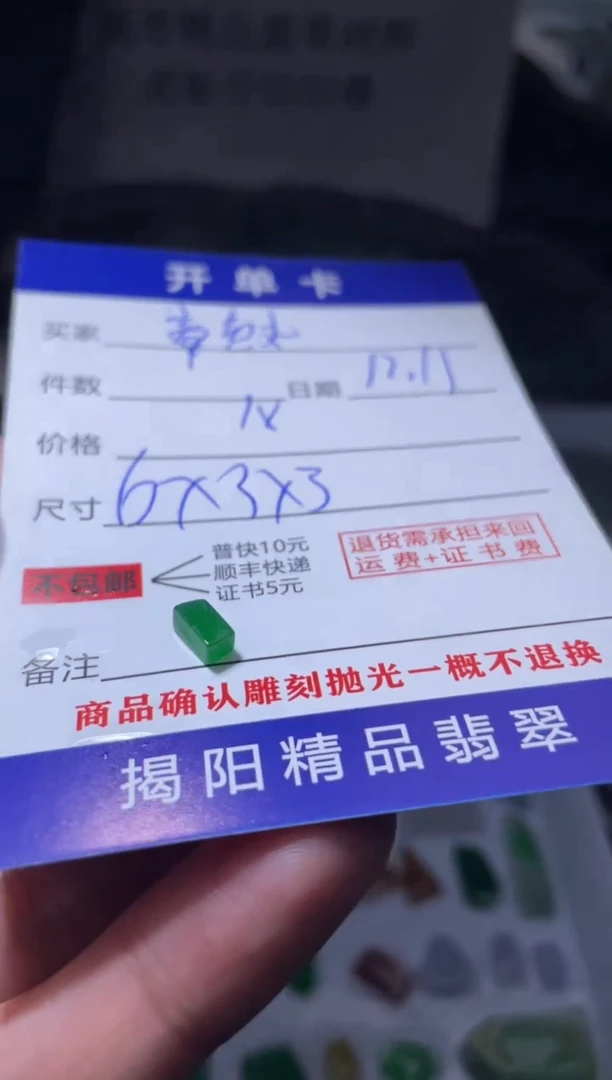 开单卡
买家
件数 日期 12.11
价格
尺寸 6x3x3
不包邮
普快10元
顺丰快递
证书5元
退货需承担来回
运费+证书费
备注
商品确认雕刻抛光一概不退换
揭阳精品翡翠